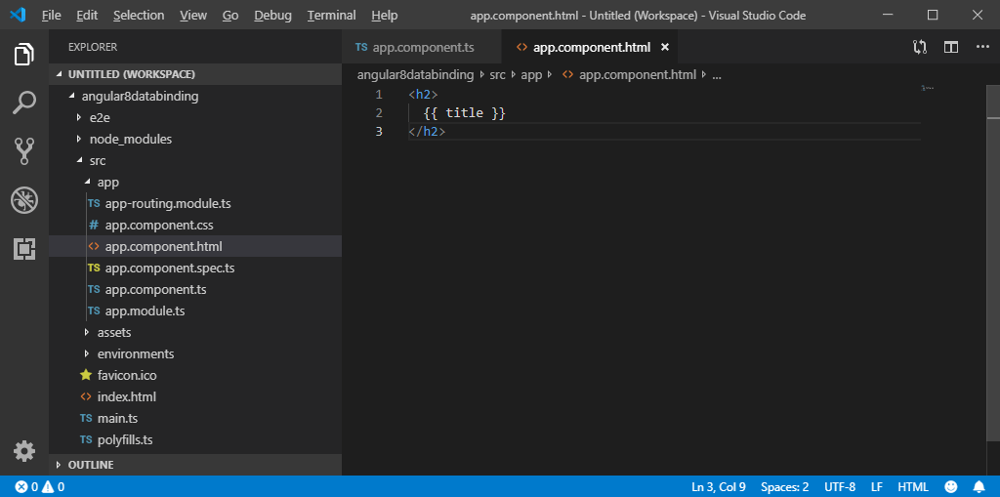 File Edit Selection View Go Debug Terminal Help app.component.html - Untitled (Workspace) - Visual Studio Code
EXPLORER
UNTITLED (WORKSPACE)
angular8databinding
e2e
node_modules
src
app
TS app-routing.module.ts
# app.component.css
<> app.component.html
TS app.component.spec.ts
TS app.component.ts
TS app.module.ts
assets
environments
favicon.ico
<> index.html
TS main.ts
TS polyfills.ts
OUTLINE
TS app.component.ts <> app.component.html
angular8databinding src app <> app.component.html ...
1 <h2>
2 {{ title }}
3 </h2>
0 0 Ln 3, Col 9 Spaces: 2 UTF-8 LF HTML